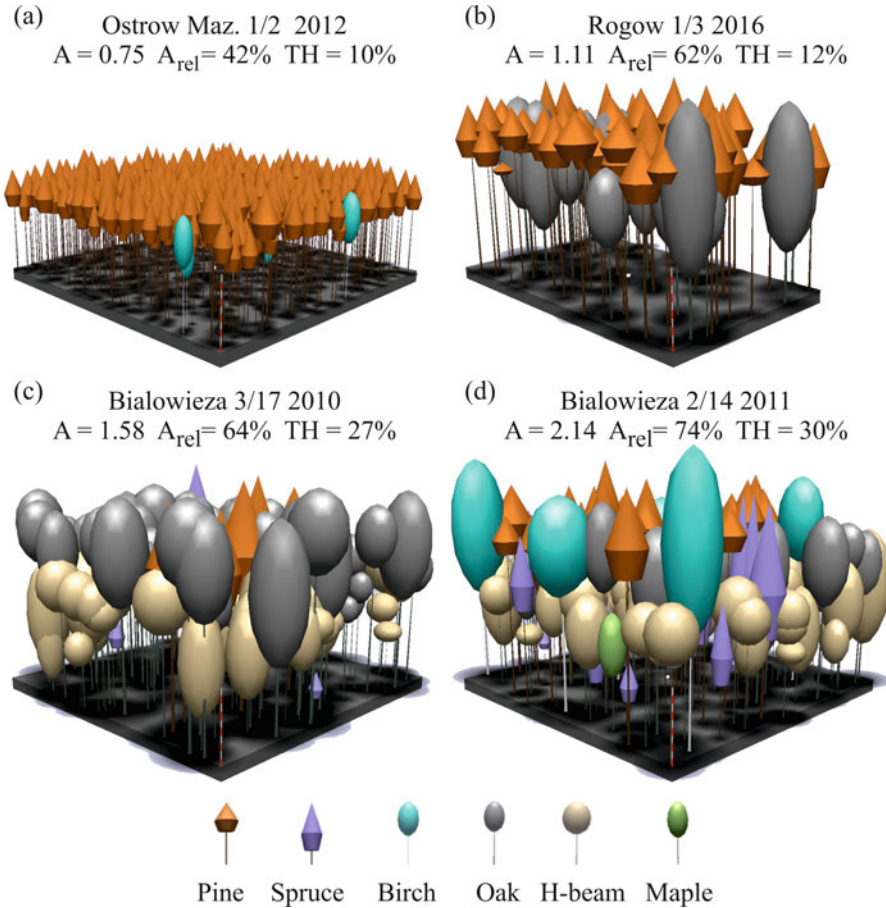 (a)
Ostrow Maz. 1/2 2012
A = 0.75 Arel= 42% TH = 10%
(b)
Rogow 1/3 2016
A = 1.11 Arel= 62% TH = 12%
(c)
Bialowieza 3/17 2010
A = 1.58 Arel= 64% TH = 27%
(d)
Bialowieza 2/14 2011
A = 2.14 Arel= 74% TH = 30%
Pine Spruce Birch Oak H-beam Maple